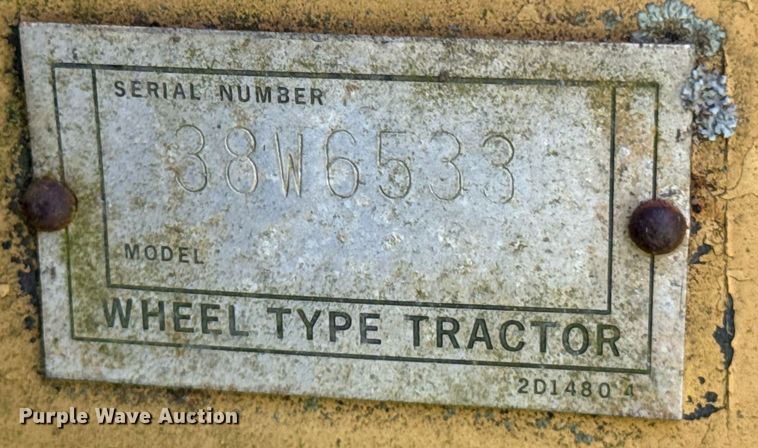 SERIAL NUMBER
38W6533
MODEL
WHEEL TYPE TRACTOR
2D1480 4
Purple Wave Auction